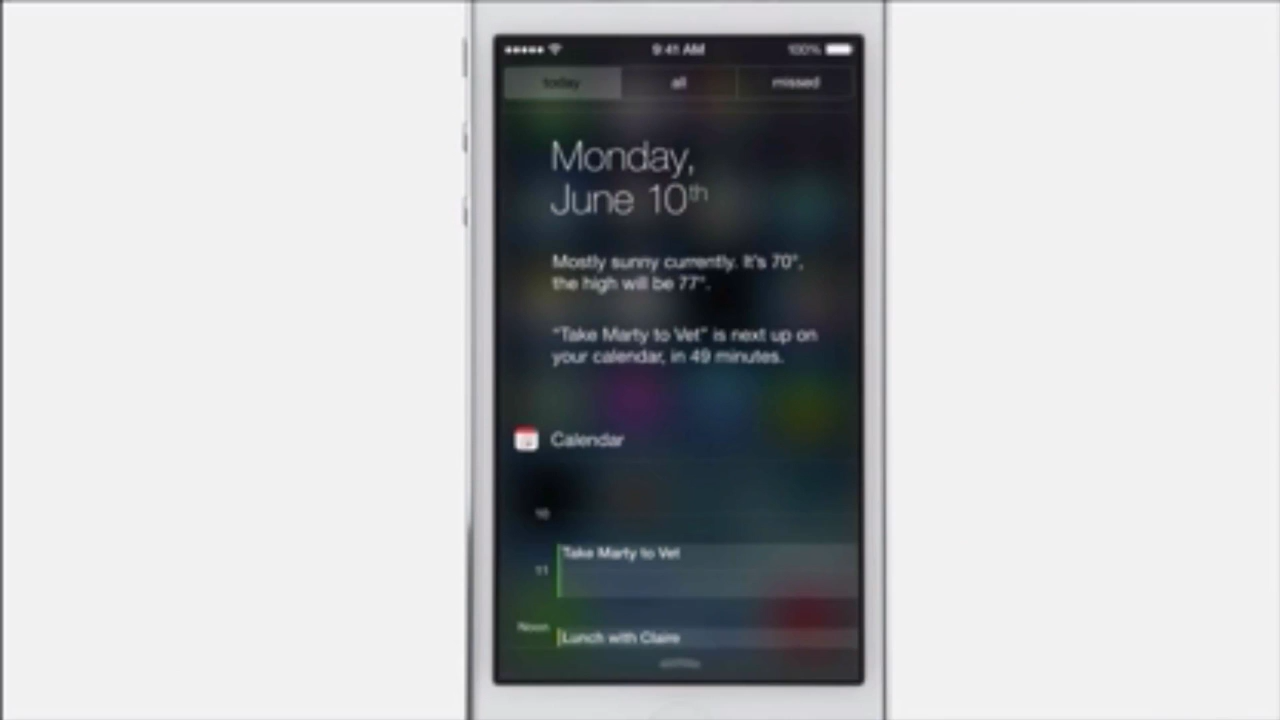 9:41 AM 100%
today all missed
Monday,
June 10th
Mostly sunny currently. It's 70°,
the high will be 77°.
"Take Marty to Vet" is next up on
your calendar, in 49 minutes.
Calendar
10
Take Marty to Vet
11
Noon
Lunch with Claire